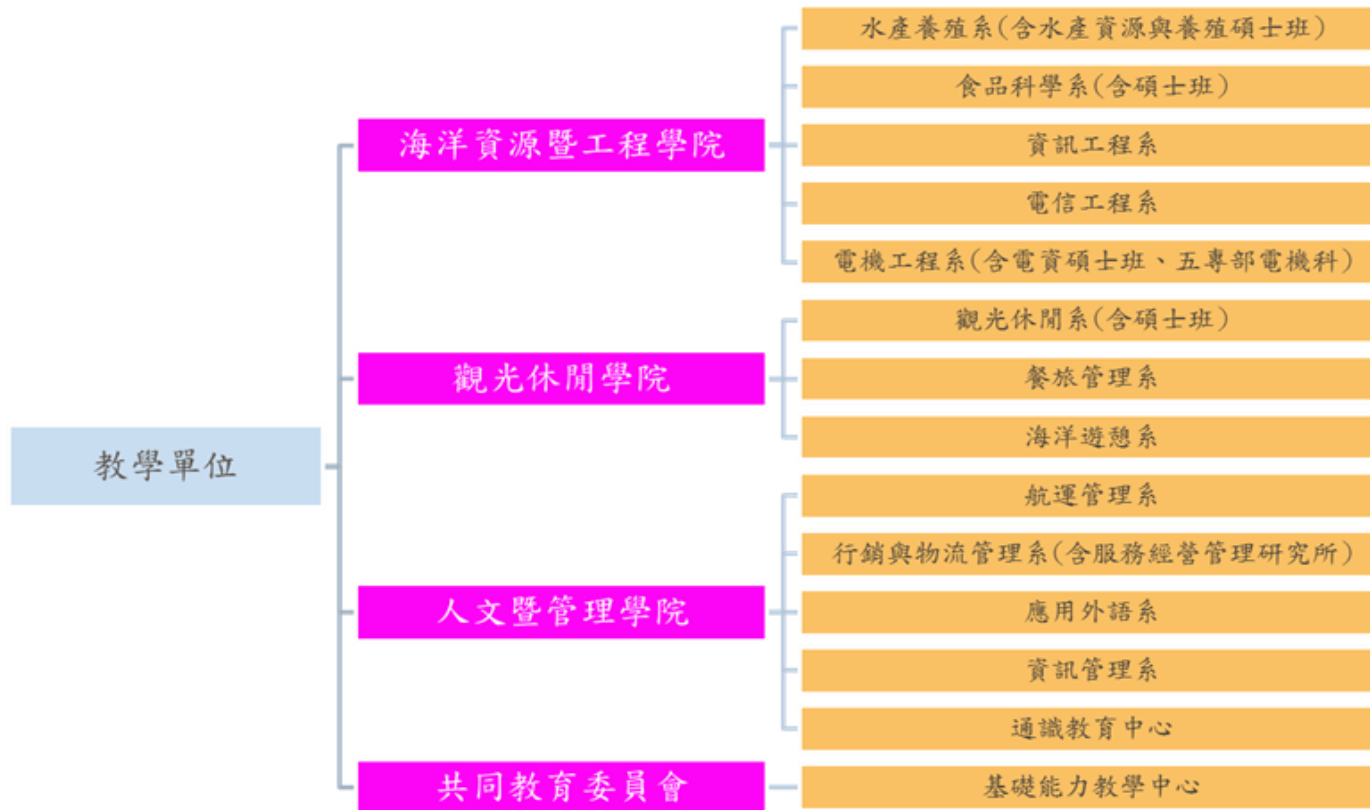 教學單位
海洋資源暨工程學院
水產養殖系(含水產資源與養殖碩士班)
食品科學系(含碩士班)
資訊工程系
電信工程系
電機工程系(含電資碩士班、五專部電機科)
觀光休閒學院
觀光休閒系(含碩士班)
餐旅管理系
海洋遊憩系
人文暨管理學院
航運管理系
行銷與物流管理系(含服務經營管理研究所)
應用外語系
資訊管理系
通識教育中心
共同教育委員會
基礎能力教學中心